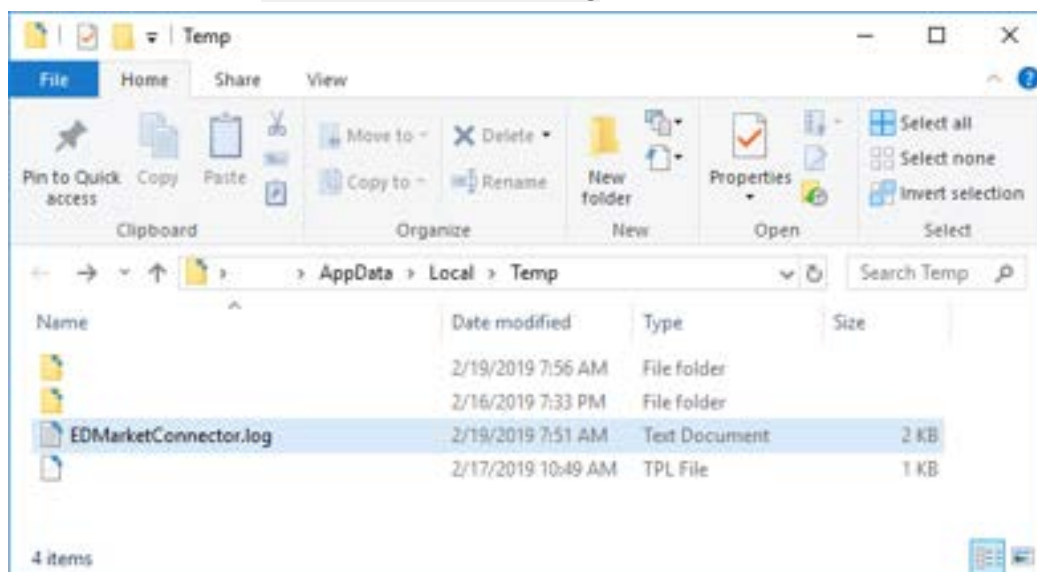 Temp
File Home Share View
Pin to Quick access
Copy
Paste
Move to
Copy to
Delete
Rename
New folder
Properties
Select all
Select none
Invert selection
Clipboard Organize New Open Select
AppData > Local > Temp
Search Temp
Name Date modified Type Size
2/19/2019 7:56 AM File folder
2/16/2019 7:33 PM File folder
EDMarketConnector.log 2/19/2019 7:51 AM Text Document 2 KB
2/17/2019 10:49 AM TPL File 1 KB
4 items